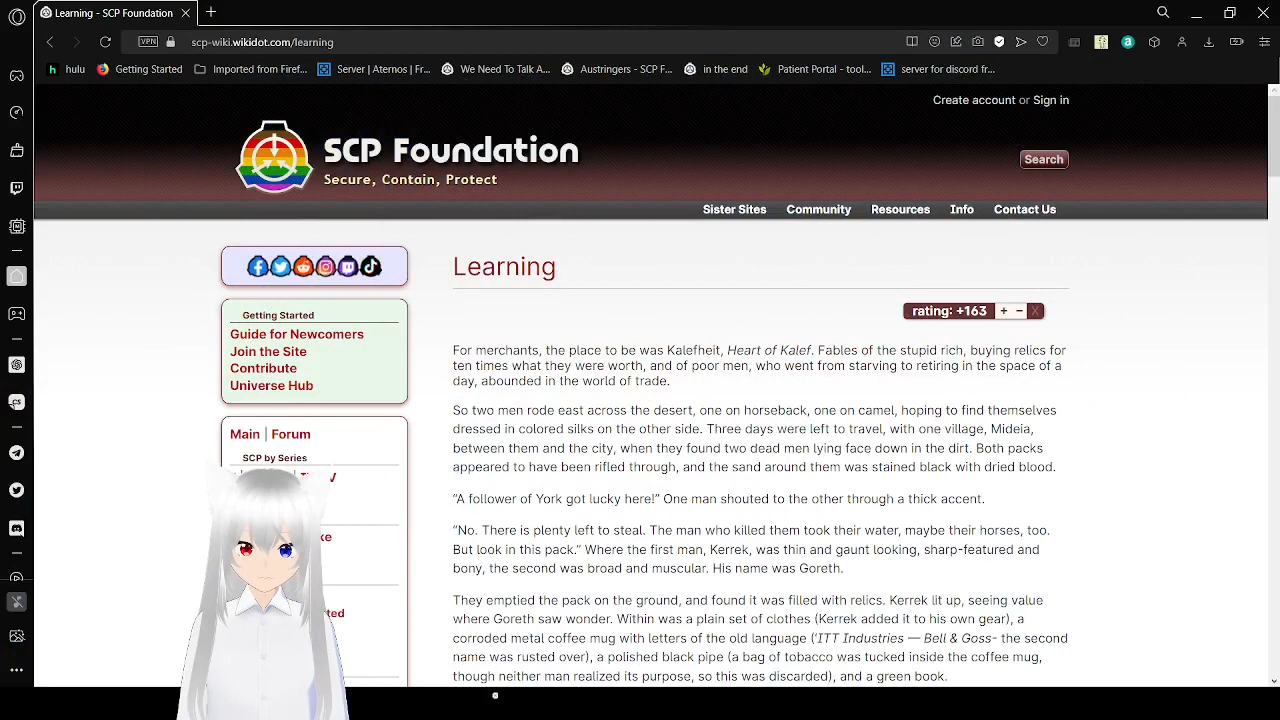 Learning - SCP Foundation
VPN scp-wiki.wikidot.com/learning
hulu Getting Started Imported from Firef... Server | Aternos | Fr... We Need To Talk A... Austringers - SCP F... in the end Patient Portal - tool... server for discord fr...
Create account or Sign in
SCP Foundation
Secure, Contain, Protect
Search
Sister Sites Community Resources Info Contact Us
Learning
rating: +163 + − X
Getting Started
Guide for Newcomers
Join the Site
Contribute
Universe Hub
Main | Forum
SCP by Series
V
ke
ted
For merchants, the place to be was Kalefheit, Heart of Kalef. Fables of the stupid rich, buying relics for
ten times what they were worth, and of poor men, who went from starving to retiring in the space of a
day, abounded in the world of trade.
So two men rode east across the desert, one on horseback, one on camel, hoping to find themselves
dressed in colored silks on the other side. Three days were left to travel, with one village, Mideia,
between them and the city, when they found two dead men lying face down in the dirt. Both packs
appeared to have been rifled through, and the sand around them was stained black with dried blood.
“A follower of York got lucky here!” One man shouted to the other through a thick accent.
“No. There is plenty left to steal. The man who killed them took their water, maybe their horses, too.
But look in this pack.” Where the first man, Kerrek, was thin and gaunt looking, sharp-featured and
bony, the second was broad and muscular. His name was Goreth.
They emptied the pack on the ground, and found it was filled with relics. Kerrek lit up, seeing value
where Goreth saw wonder. Within was a plain set of clothes (Kerrek added it to his own gear), a
corroded metal coffee mug with letters of the old language (‘ITT Industries — Bell & Goss- the second
name was rusted over), a polished black pipe (a bag of tobacco was tucked inside the coffee mug,
though neither man realized its purpose, so this was discarded), and a green book.